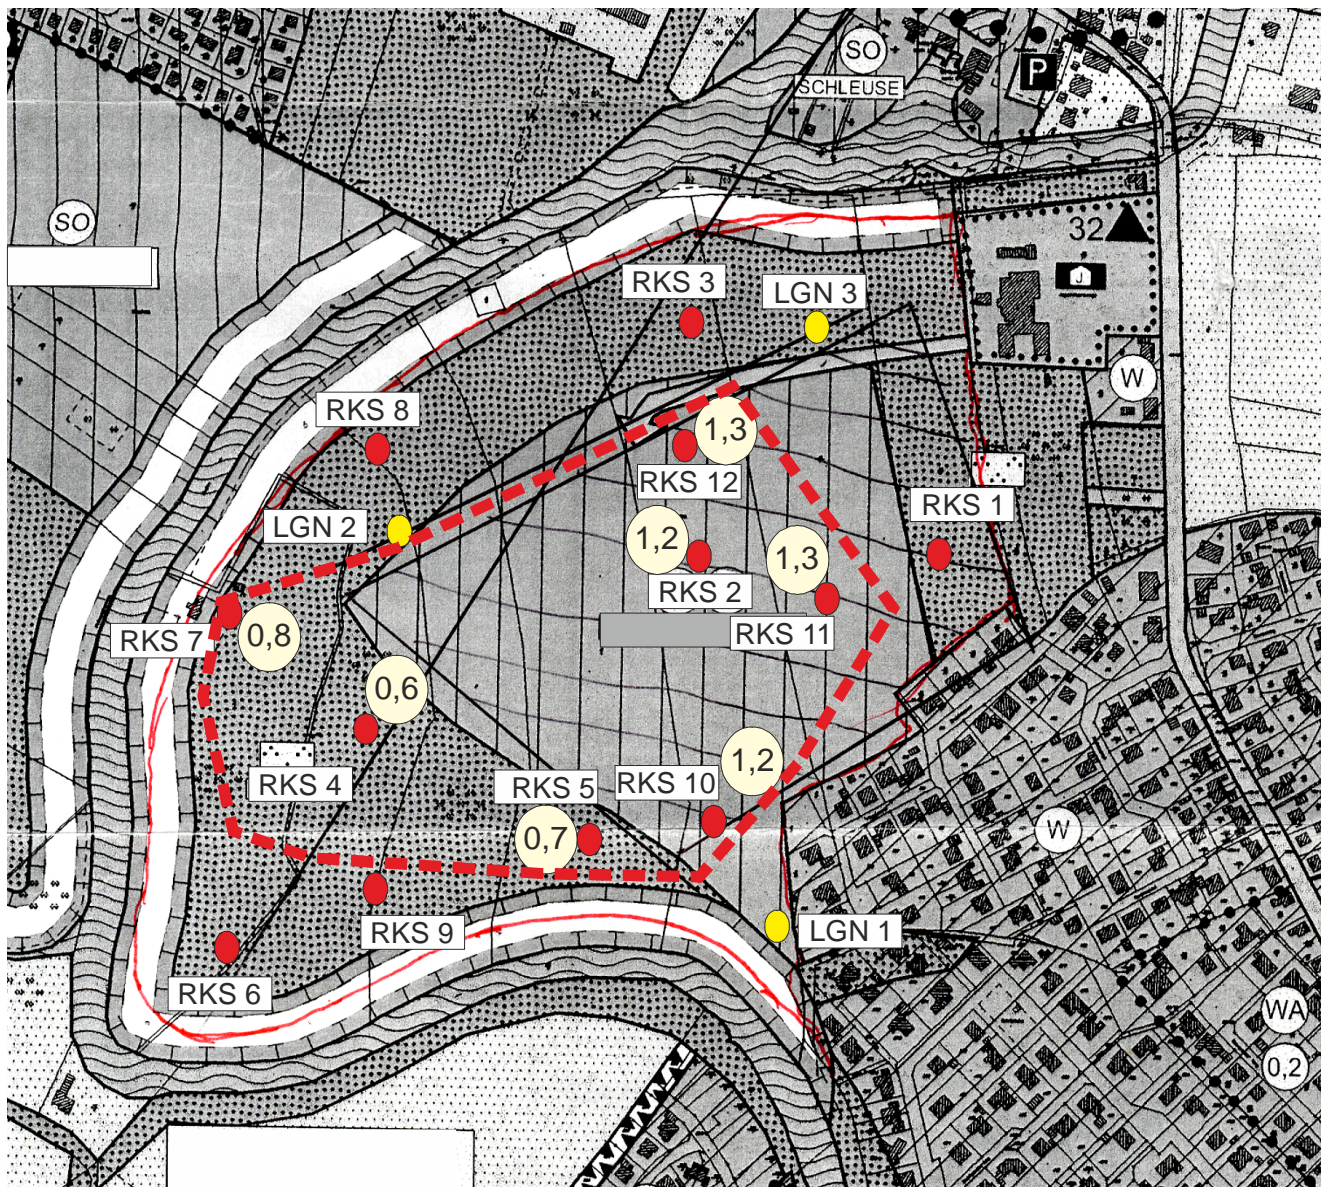 SO
SCHLEUSE
P
SO
32
J
RKS 3
LGN 3
W
RKS 8
1,3
RKS 12
RKS 1
LGN 2
1,2
1,3
RKS 2
RKS 7
0,8
RKS 11
0,6
1,2
RKS 4
RKS 5
RKS 10
0,7
W
RKS 9
LGN 1
RKS 6
WA
0,2